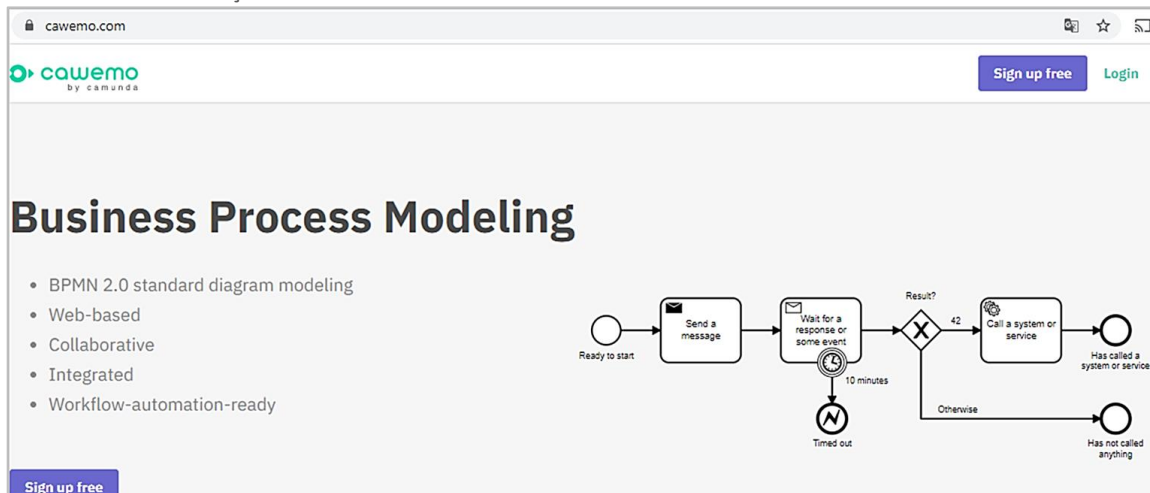 cawemo.com
cawemo
by camunda
Sign up free
Login
Business Process Modeling
BPMN 2.0 standard diagram modeling
Web-based
Collaborative
Integrated
Workflow-automation-ready
Ready to start
Send a
message
Wait for a
response or
some event
10 minutes
Timed out
Result?
42
Otherwise
Call a system or
service
Has called a
system or service
Has not called
anything
Sign up free